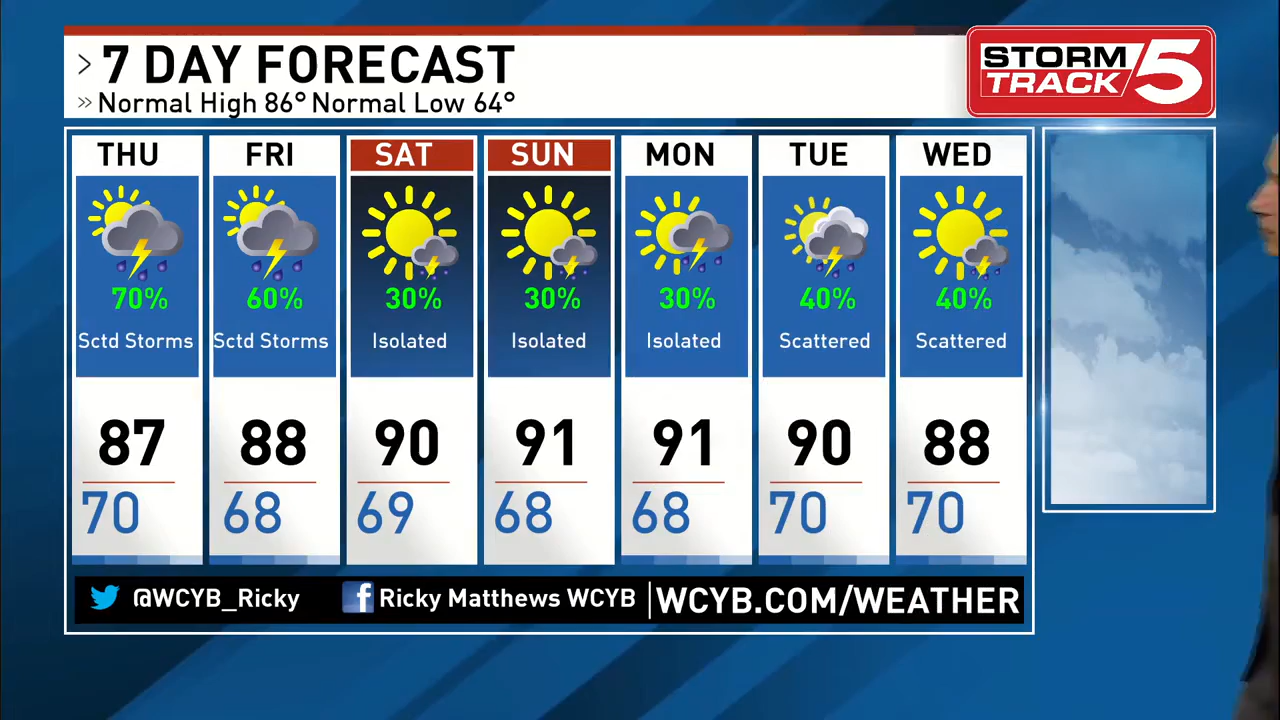 > 7 DAY FORECAST
» Normal High 86° Normal Low 64°
STORM
TRACK 5
THU FRI SAT SUN MON TUE WED
70% 60% 30% 30% 30% 40% 40%
Sctd Storms Sctd Storms Isolated Isolated Isolated Scattered Scattered
87 88 90 91 91 90 88
70 68 69 68 68 70 70
@WCYB_Ricky f Ricky Matthews WCYB WCYB.COM/WEATHER